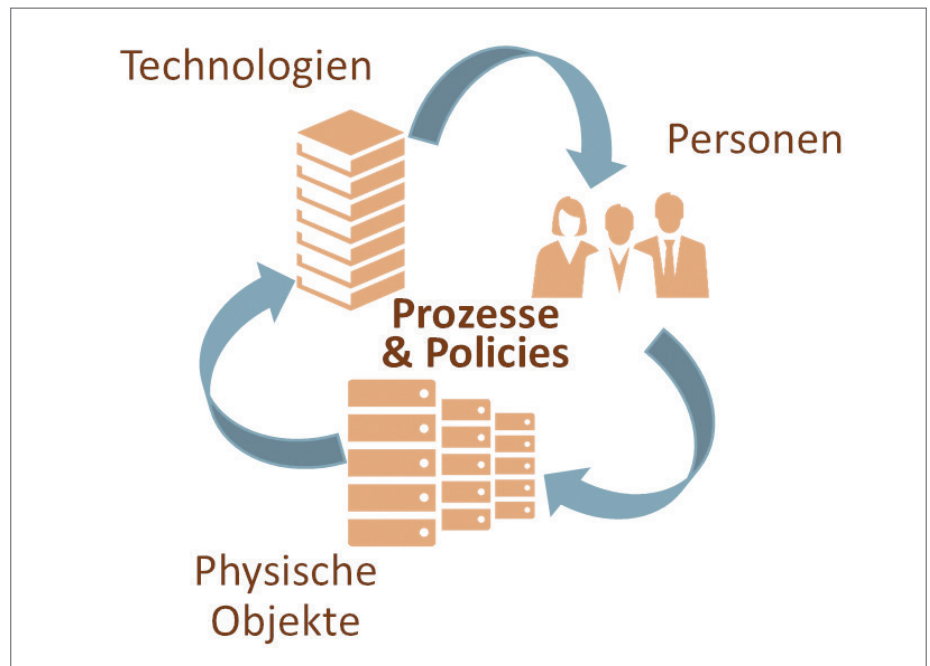 Technologien
Personen
Prozesse
& Policies
Physische
Objekte